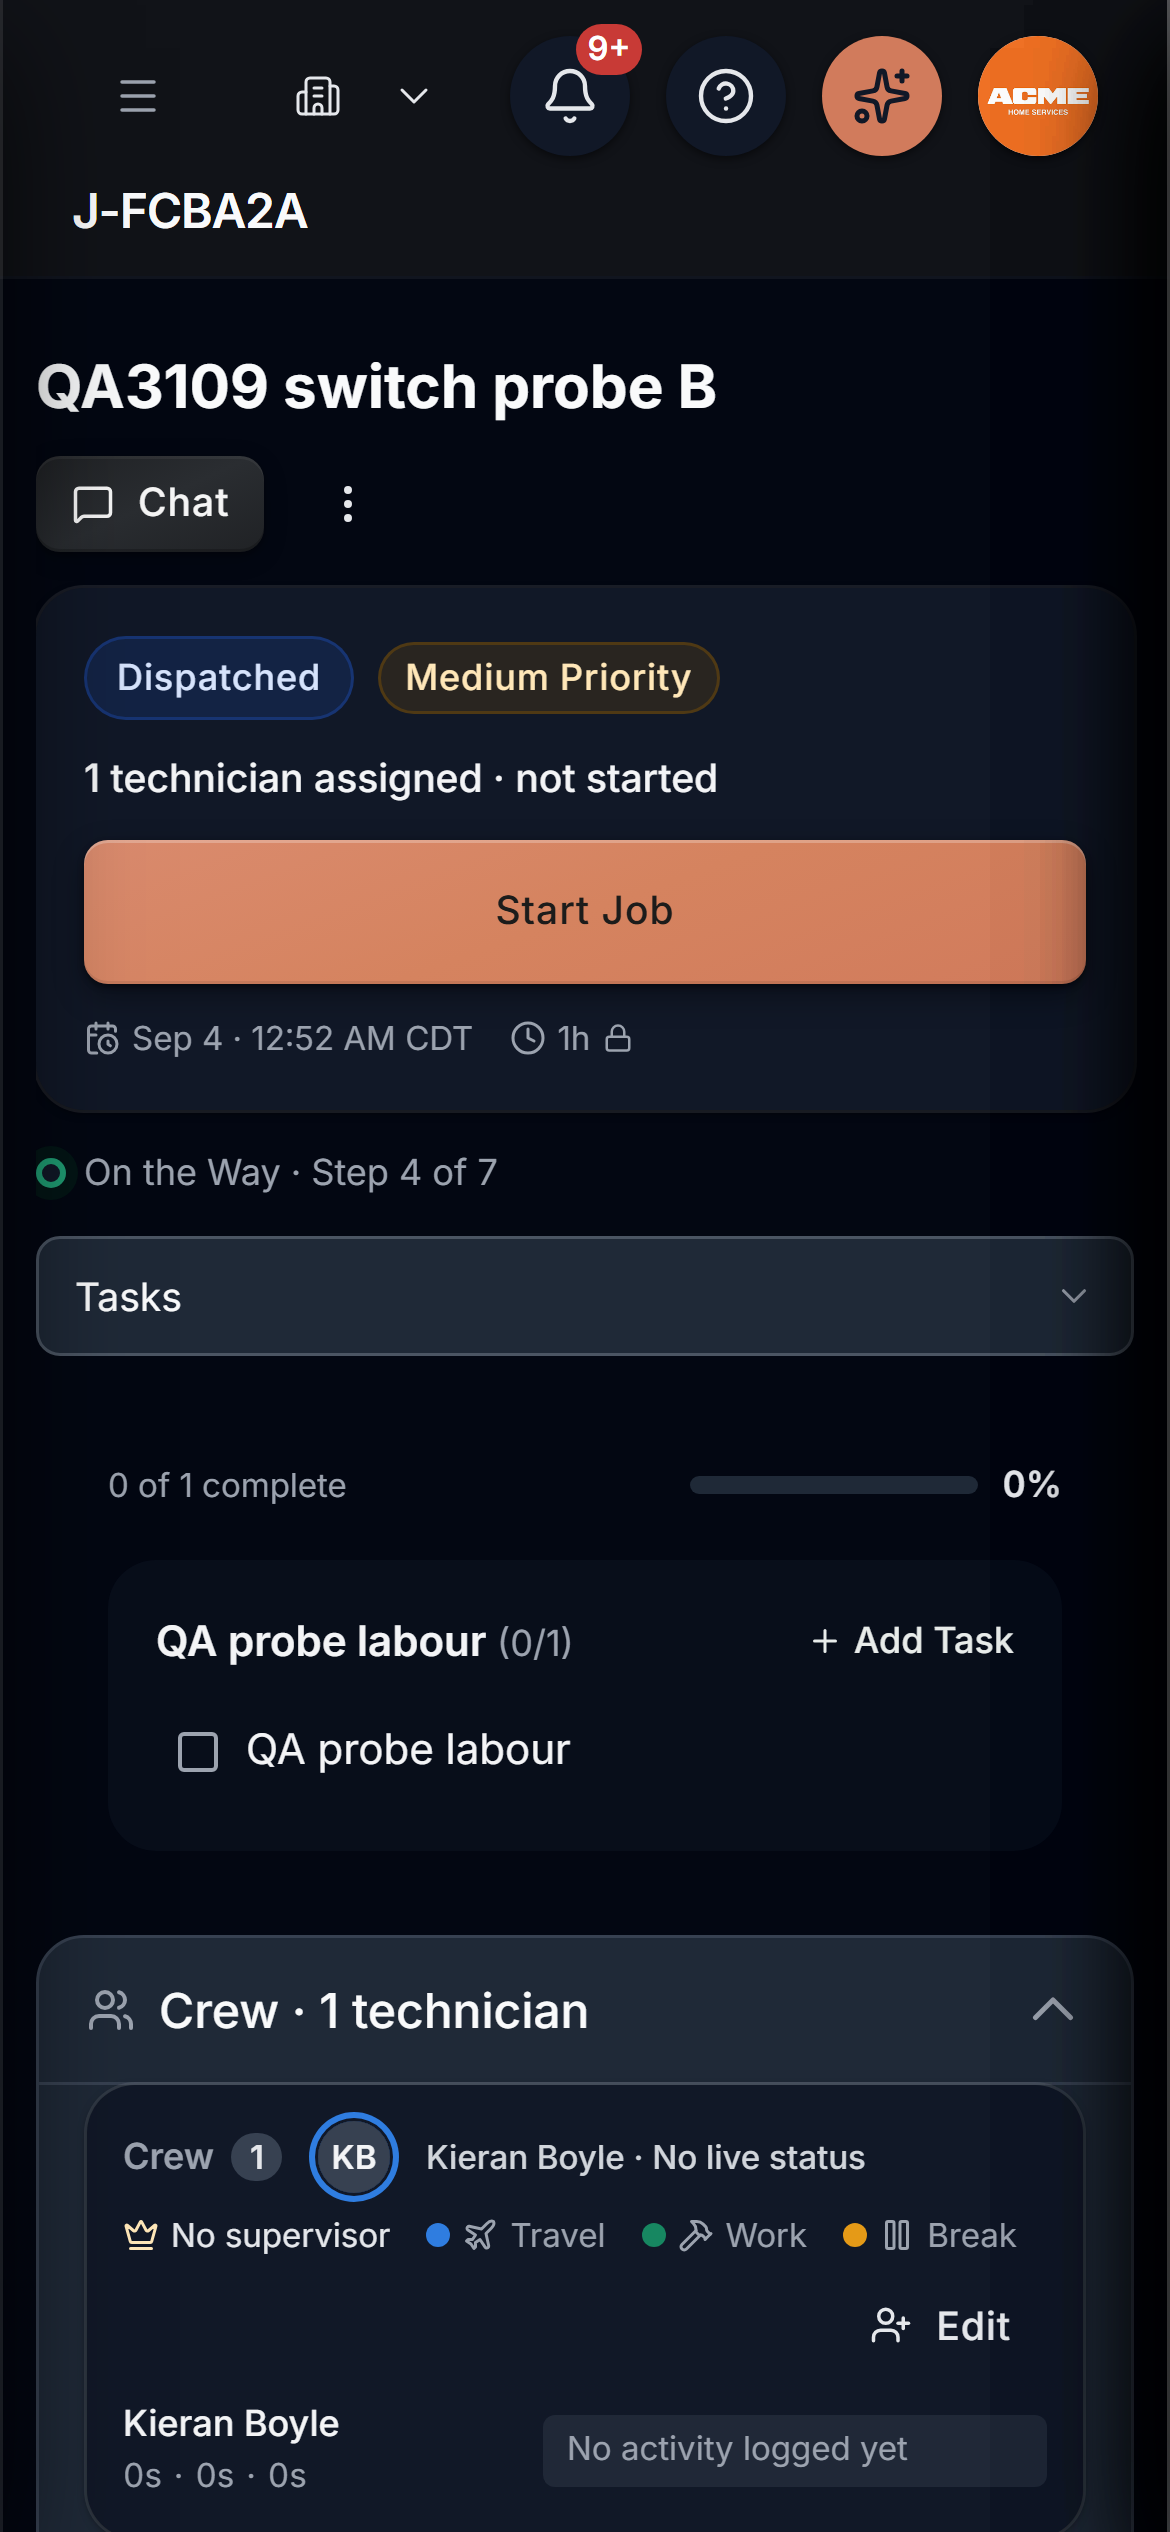 9+
ACME
HOME SERVICES
J-FCBA2A
QA3109 switch probe B
Chat
Dispatched
Medium Priority
1 technician assigned · not started
Start Job
Sep 4 · 12:52 AM CDT 1h
On the Way · Step 4 of 7
Tasks
0 of 1 complete 0%
QA probe labour (0/1) + Add Task
QA probe labour
Crew · 1 technician
Crew 1 KB Kieran Boyle · No live status
No supervisor Travel Work Break
Edit
Kieran Boyle
0s · 0s · 0s
No activity logged yet